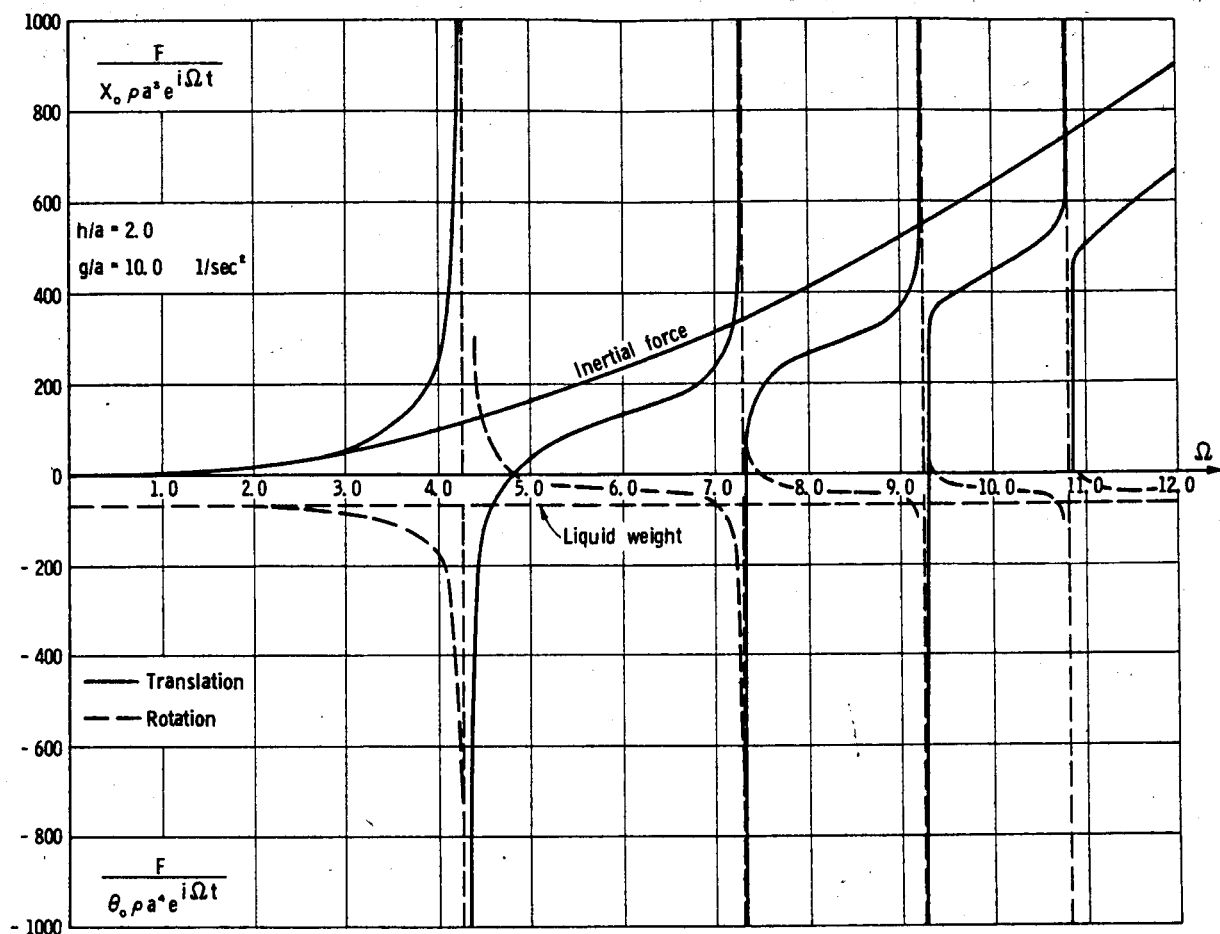 1000
F
X₀ ρa³ e^iΩt
800
600
h/a = 2.0
g/a = 10.0 1/sec²
400
Inertial force
200
0
Ω
1.0 2.0 3.0 4.0 5.0 6.0 7.0 8.0 9.0 10.0 11.0 12.0
Liquid weight
- 200
- 400
Translation
Rotation
- 600
- 800
F
θ₀ ρa⁴ e^iΩt
- 1000